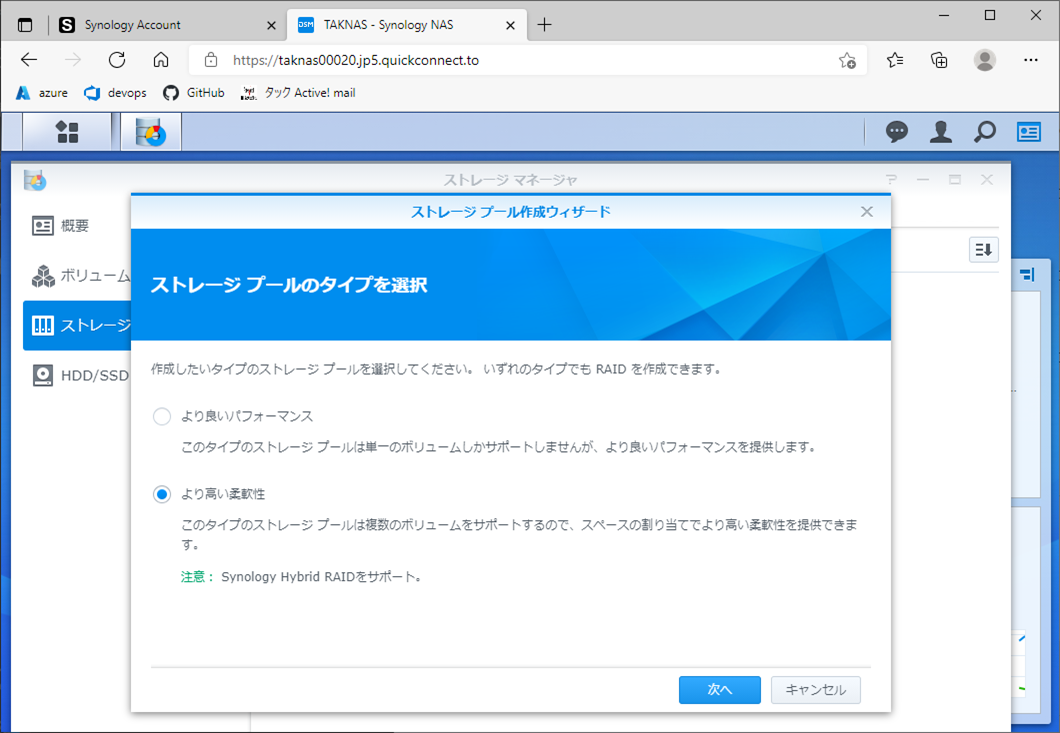 Synology Account
DSM
TAKNAS - Synology NAS
https://taknas00020.jp5.quickconnect.to
azure
devops
GitHub
タック Active! mail
ストレージ マネージャ
概要
ボリューム
ストレージ
HDD/SSD
ストレージ プール作成ウィザード
ストレージ プールのタイプを選択
作成したいタイプのストレージ プールを選択してください。 いずれのタイプでも RAID を作成できます。
より良いパフォーマンス
このタイプのストレージ プールは単一のボリュームしかサポートしませんが、より良いパフォーマンスを提供します。
より高い柔軟性
このタイプのストレージ プールは複数のボリュームをサポートするので、スペースの割り当てでより高い柔軟性を提供できま
す。
注意： Synology Hybrid RAIDをサポート。
次へ
キャンセル